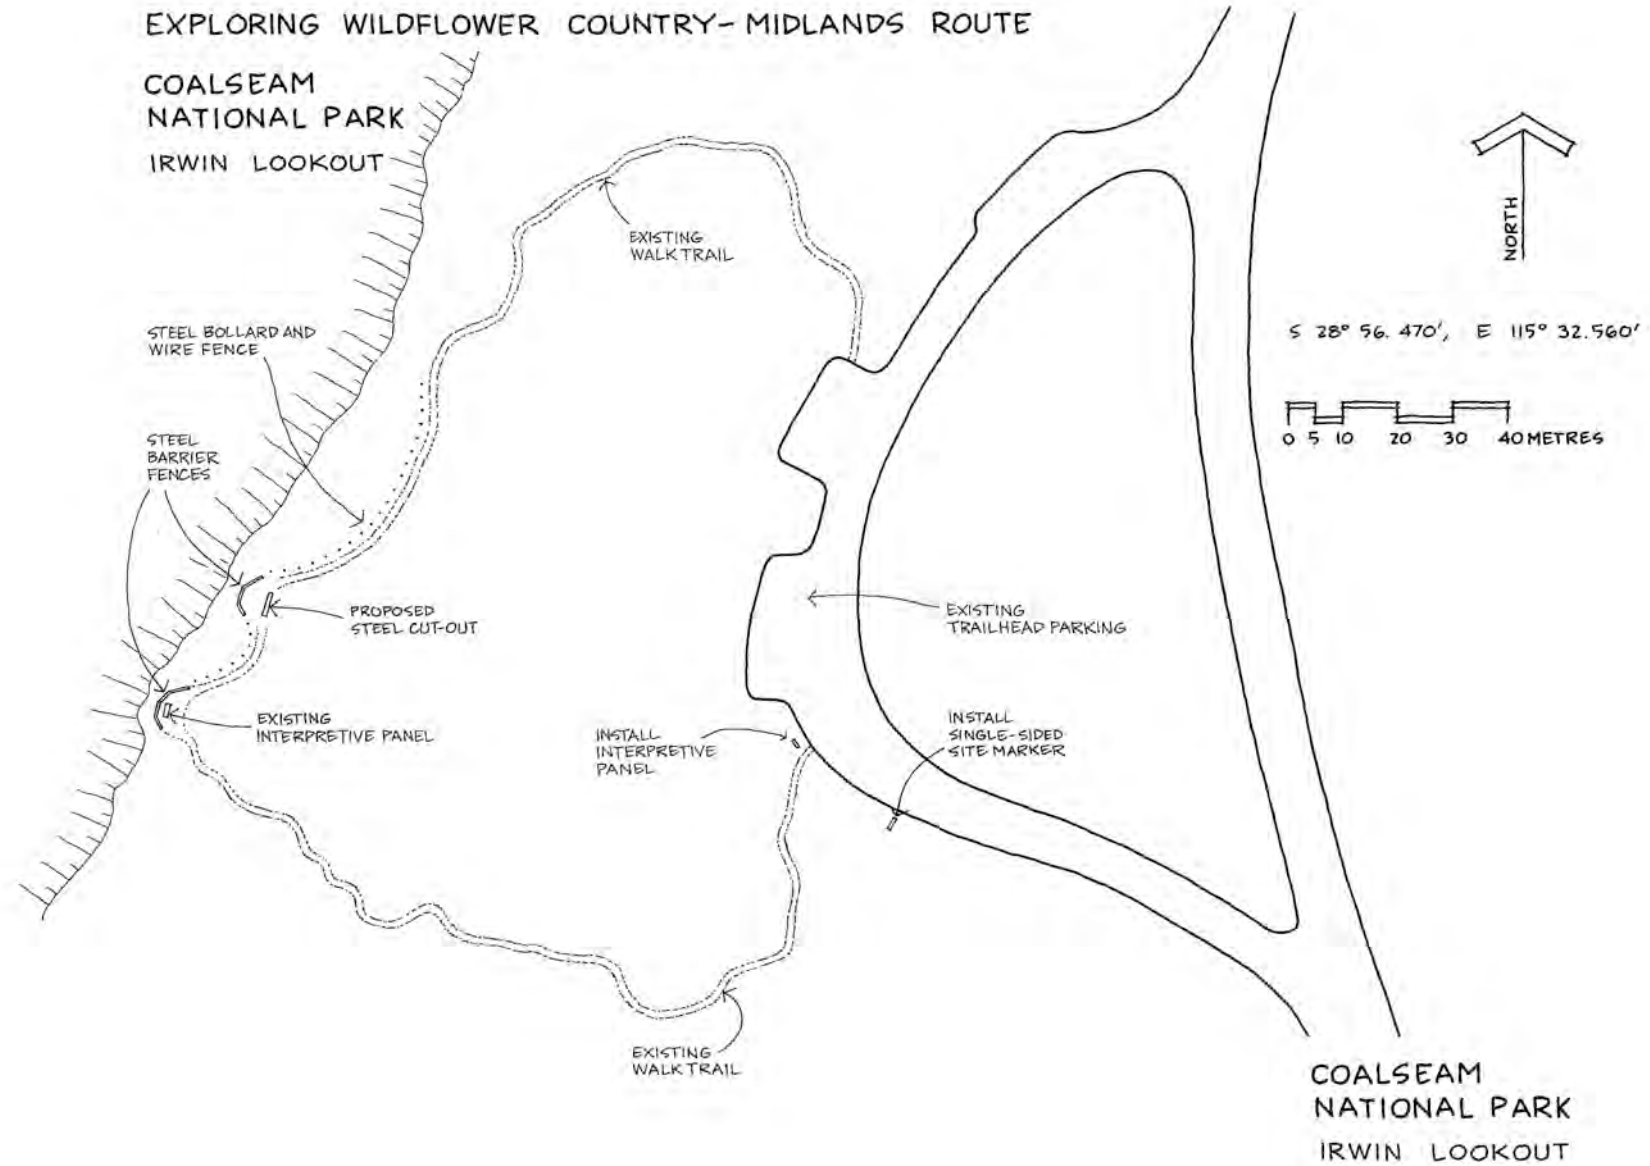 EXPLORING WILDFLOWER COUNTRY-MIDLANDS ROUTE
COALSEAM
NATIONAL PARK
IRWIN LOOKOUT
EXISTING
WALK TRAIL
NORTH
S 28° 56. 470', E 115° 32.560'
0 5 10 20 30 40 METRES
STEEL BOLLARD AND
WIRE FENCE
STEEL
BARRIER
FENCES
PROPOSED
STEEL CUT-OUT
EXISTING
TRAILHEAD PARKING
EXISTING
INTERPRETIVE PANEL
INSTALL
INTERPRETIVE
PANEL
INSTALL
SINGLE-SIDED
SITE MARKER
EXISTING
WALK TRAIL
COALSEAM
NATIONAL PARK
IRWIN LOOKOUT